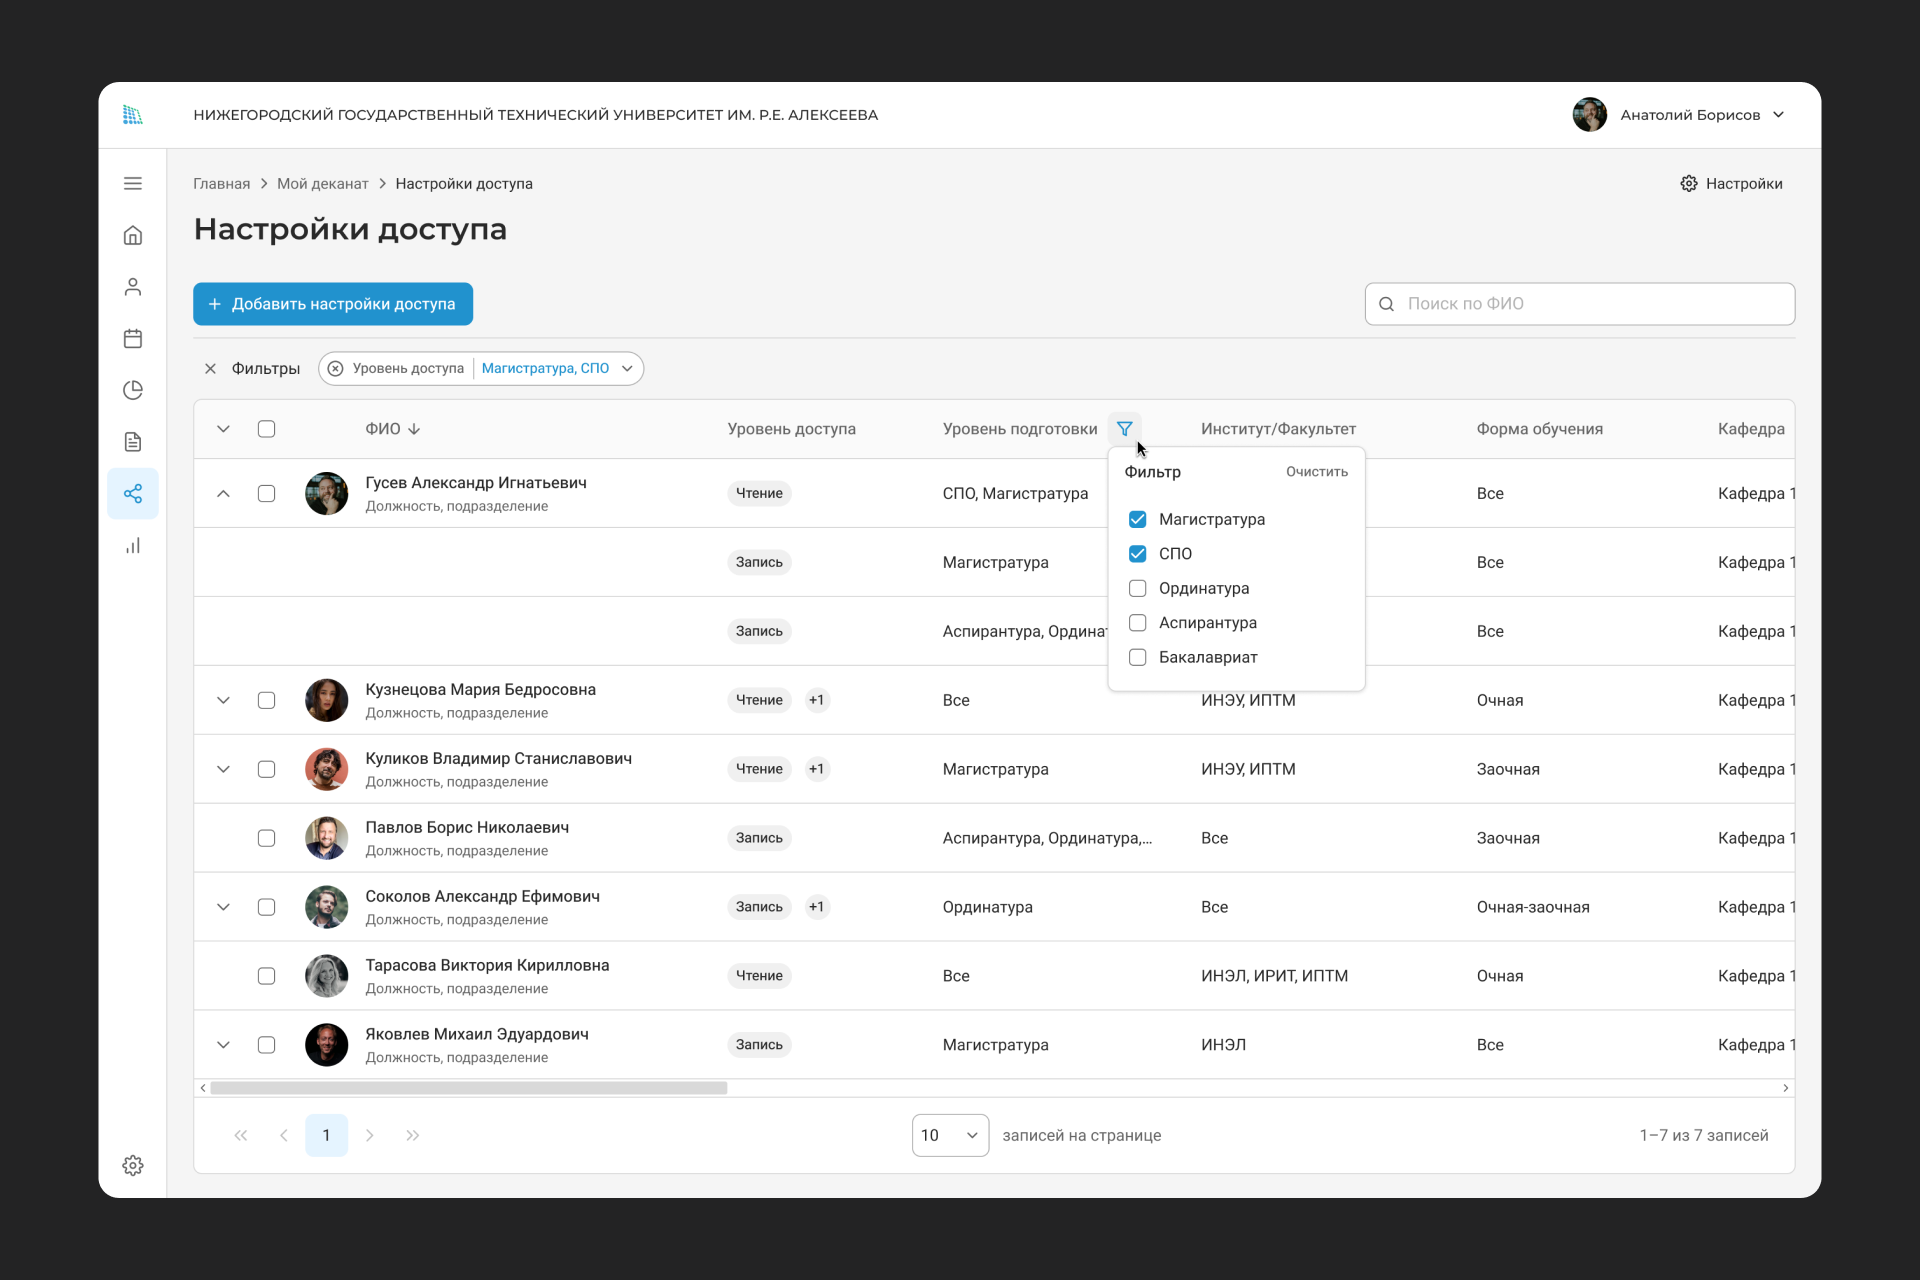 НИЖЕГОРОДСКИЙ ГОСУДАРСТВЕННЫЙ ТЕХНИЧЕСКИЙ УНИВЕРСИТЕТ ИМ. Р.Е. АЛЕКСЕЕВА
Анатолий Борисов
Главная > Мой деканат > Настройки доступа
Настройки
Настройки доступа
+ Добавить настройки доступа
Поиск по ФИО
Фильтры
Уровень доступа | Магистратура, СПО
ФИО Уровень доступа Уровень подготовки Институт/Факультет Форма обучения Кафедра
Фильтр Очистить
Магистратура
СПО
Ординатура
Аспирантура
Бакалавриат
Гусев Александр Игнатьевич
Должность, подразделение
Чтение СПО, Магистратура Все Кафедра 1
Запись Магистратура Все Кафедра 1
Запись Аспирантура, Ордина Все Кафедра 1
Кузнецова Мария Бедросовна
Должность, подразделение
Чтение +1 Все ИНЭУ, ИПТМ Очная Кафедра 1
Куликов Владимир Станиславович
Должность, подразделение
Чтение +1 Магистратура ИНЭУ, ИПТМ Заочная Кафедра 1
Павлов Борис Николаевич
Должность, подразделение
Запись Аспирантура, Ординатура,... Все Заочная Кафедра 1
Соколов Александр Ефимович
Должность, подразделение
Запись +1 Ординатура Все Очная-заочная Кафедра 1
Тарасова Виктория Кирилловна
Должность, подразделение
Чтение Все ИНЭЛ, ИРИТ, ИПТМ Очная Кафедра 1
Яковлев Михаил Эдуардович
Должность, подразделение
Запись Магистратура ИНЭЛ Все Кафедра 1
1
10 записей на странице
1–7 из 7 записей